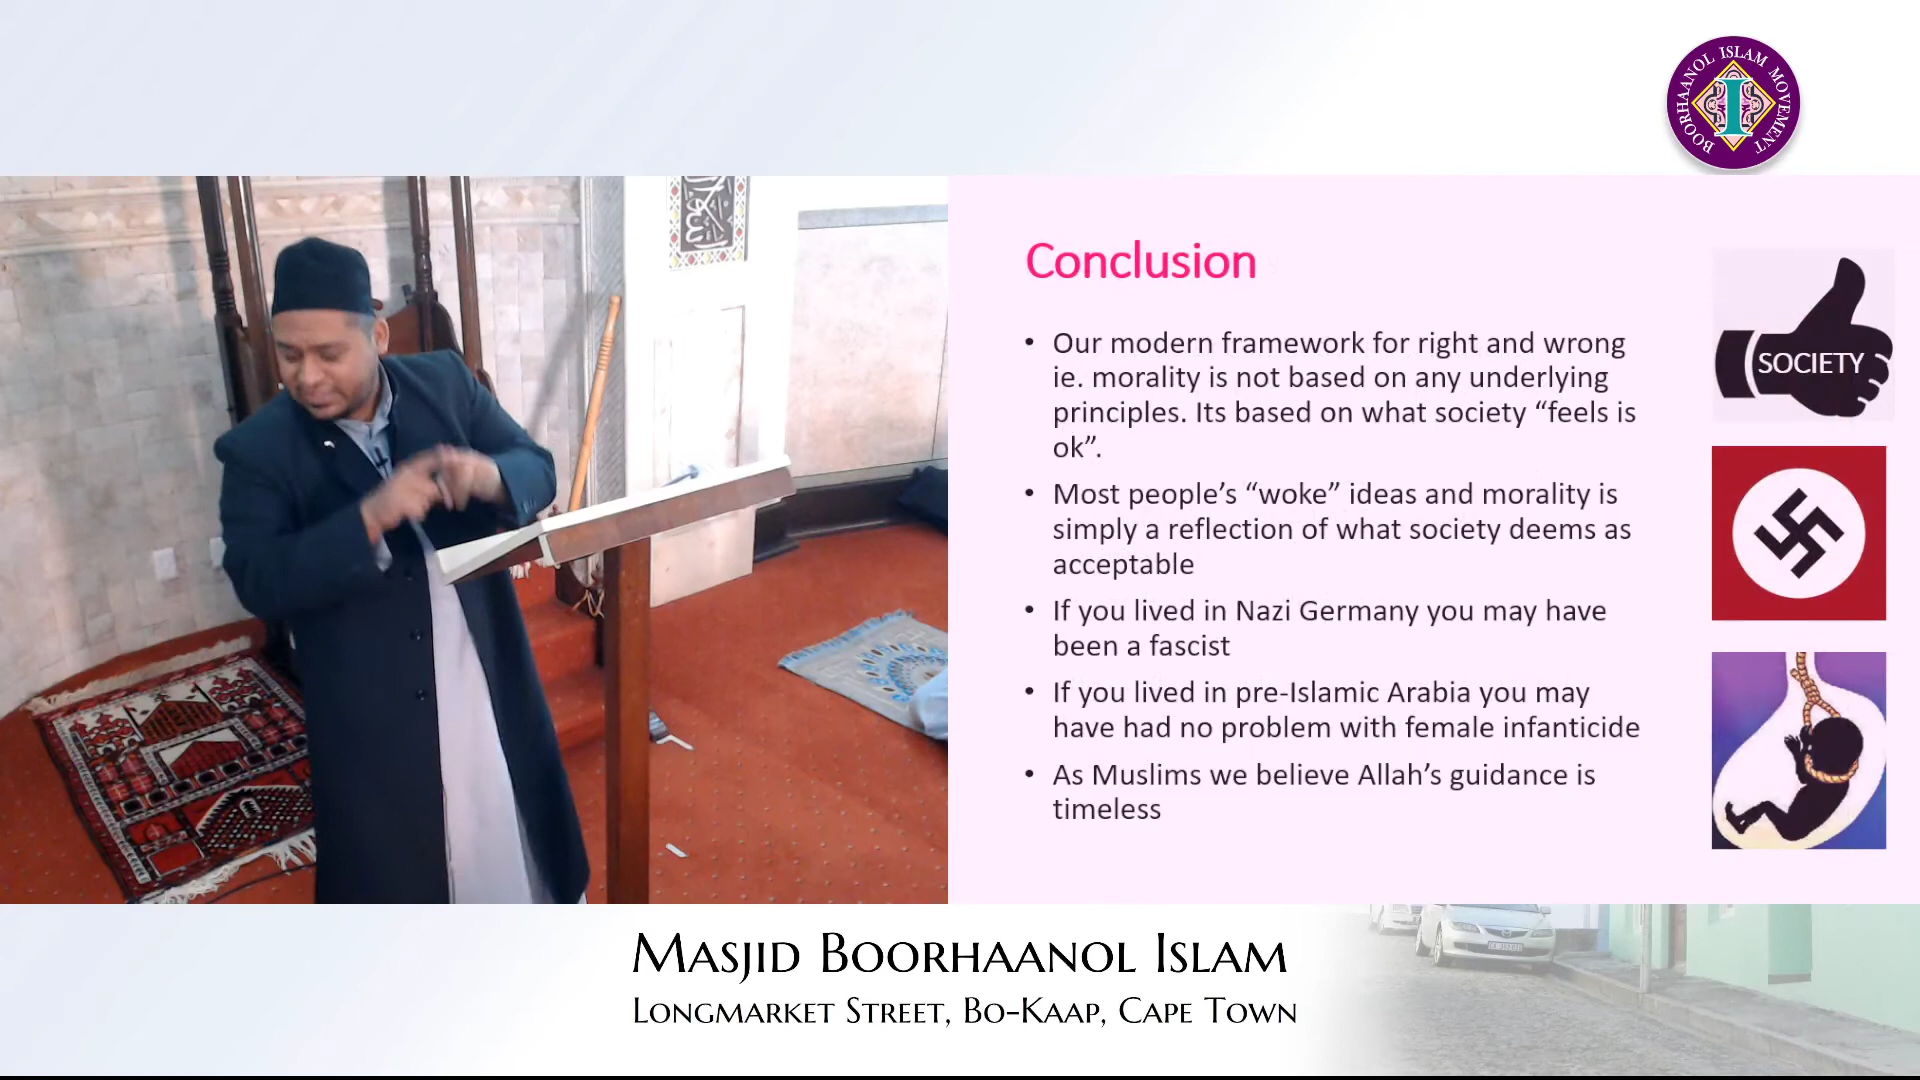 BOORHAANOL ISLAM MOVEMENT
I
Conclusion
• Our modern framework for right and wrong
ie. morality is not based on any underlying
principles. Its based on what society “feels is
ok”.
• Most people’s “woke” ideas and morality is
simply a reflection of what society deems as
acceptable
• If you lived in Nazi Germany you may have
been a fascist
• If you lived in pre-Islamic Arabia you may
have had no problem with female infanticide
• As Muslims we believe Allah’s guidance is
timeless
SOCIETY
Masjid Boorhaanol Islam
Longmarket Street, Bo-Kaap, Cape Town